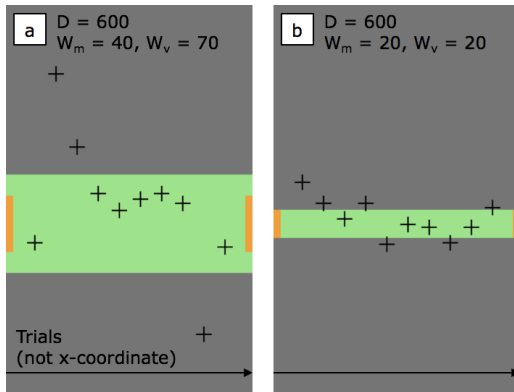 a
D = 600
Wm = 40, Wv = 70
Trials
(not x-coordinate)
b
D = 600
Wm = 20, Wv = 20